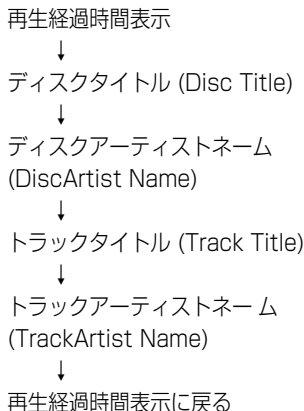 再生経過時間表示
↓
ディスクタイトル (Disc Title)
↓
ディスクアーティストネーム
(DiscArtist Name)
↓
トラックタイトル (Track Title)
↓
トラックアーティストネー ム
(TrackArtist Name)
↓
再生経過時間表示に戻る